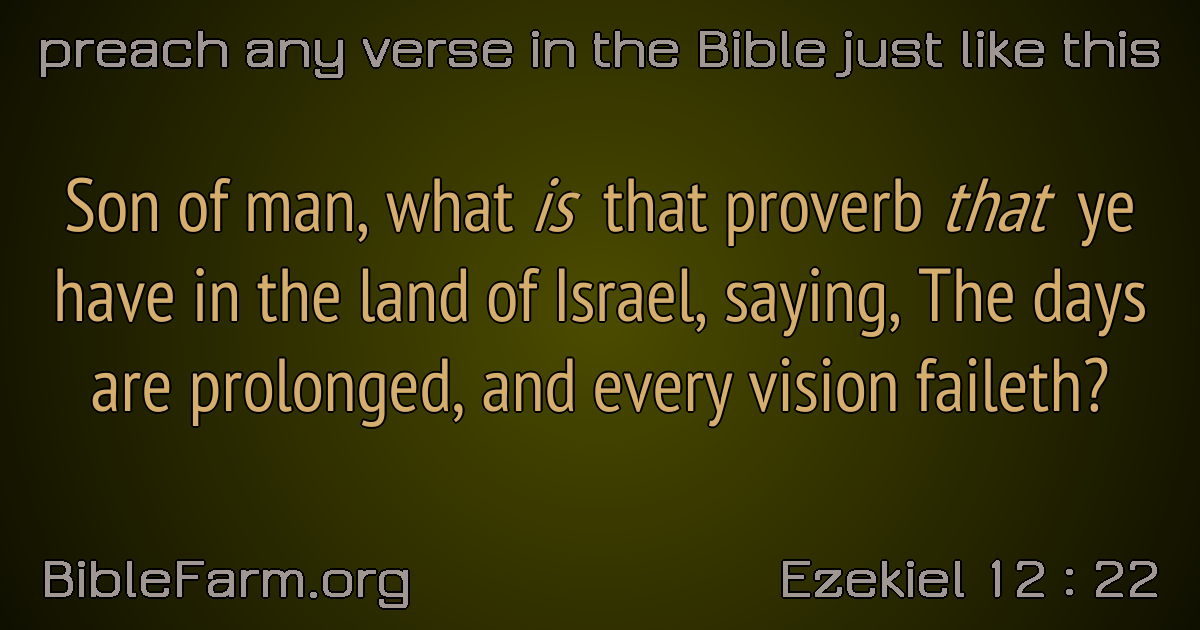 preach any verse in the Bible just like this
Son of man, what is that proverb that ye
have in the land of Israel, saying, The days
are prolonged, and every vision faileth?
BibleFarm.org
Ezekiel 12 : 22